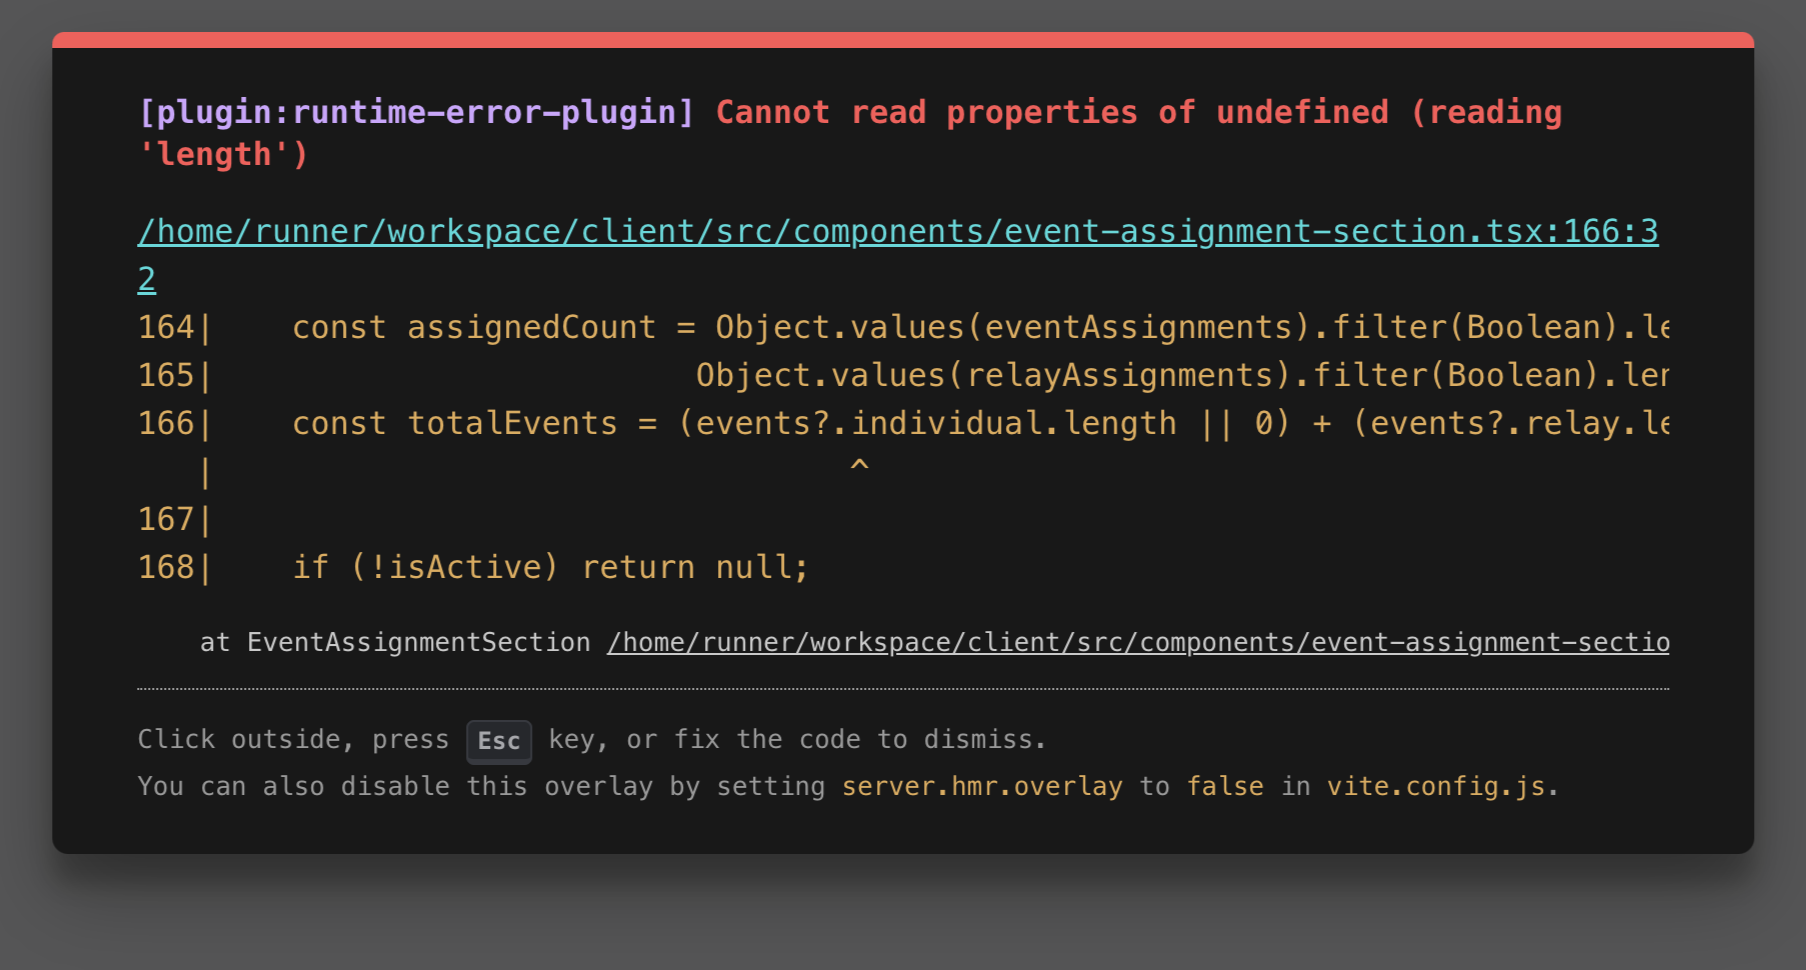 [plugin:runtime-error-plugin] Cannot read properties of undefined (reading
'length')
/home/runner/workspace/client/src/components/event-assignment-section.tsx:166:3
2
164|    const assignedCount = Object.values(eventAssignments).filter(Boolean).le
165|                         Object.values(relayAssignments).filter(Boolean).len
166|    const totalEvents = (events?.individual.length || 0) + (events?.relay.le
   |                                 ^
167|
168|    if (!isActive) return null;
at EventAssignmentSection /home/runner/workspace/client/src/components/event-assignment-sectio
Click outside, press Esc key, or fix the code to dismiss.
You can also disable this overlay by setting server.hmr.overlay to false in vite.config.js.